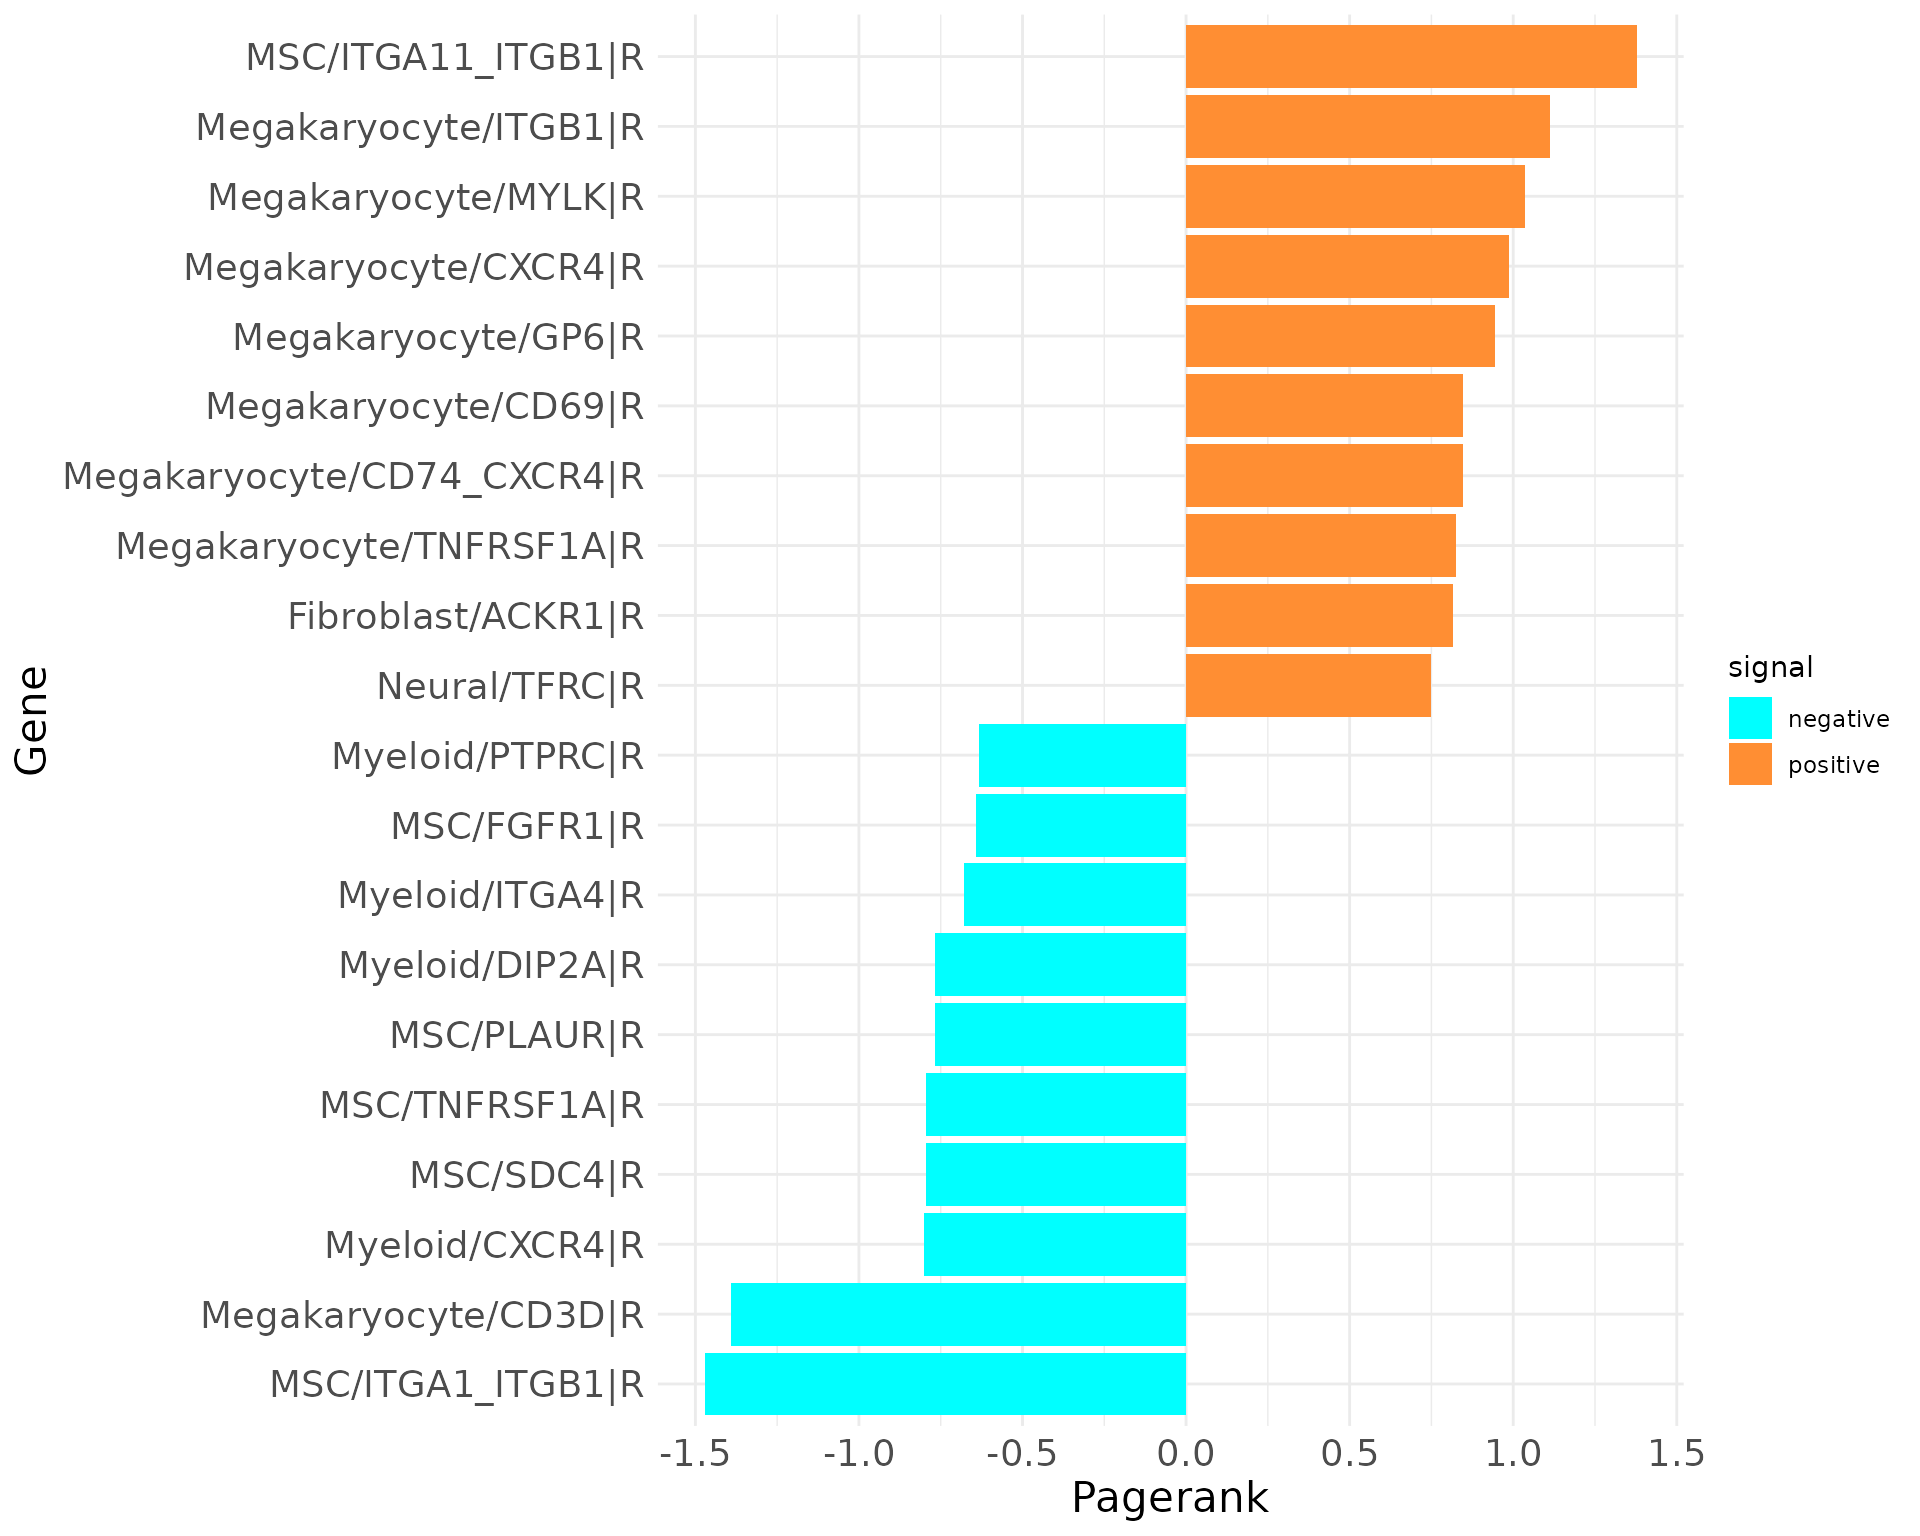 MSC/ITGA11_ITGB1|R
Megakaryocyte/ITGB1|R
Megakaryocyte/MYLK|R
Megakaryocyte/CXCR4|R
Megakaryocyte/GP6|R
Megakaryocyte/CD69|R
Megakaryocyte/CD74_CXCR4|R
Megakaryocyte/TNFRSF1A|R
Fibroblast/ACKR1|R
Neural/TFRC|R
Myeloid/PTPRC|R
MSC/FGFR1|R
Myeloid/ITGA4|R
Myeloid/DIP2A|R
MSC/PLAUR|R
MSC/TNFRSF1A|R
MSC/SDC4|R
Myeloid/CXCR4|R
Megakaryocyte/CD3D|R
MSC/ITGA1_ITGB1|R
Gene
-1.5 -1.0 -0.5 0.0 0.5 1.0 1.5
Pagerank
signal
negative
positive